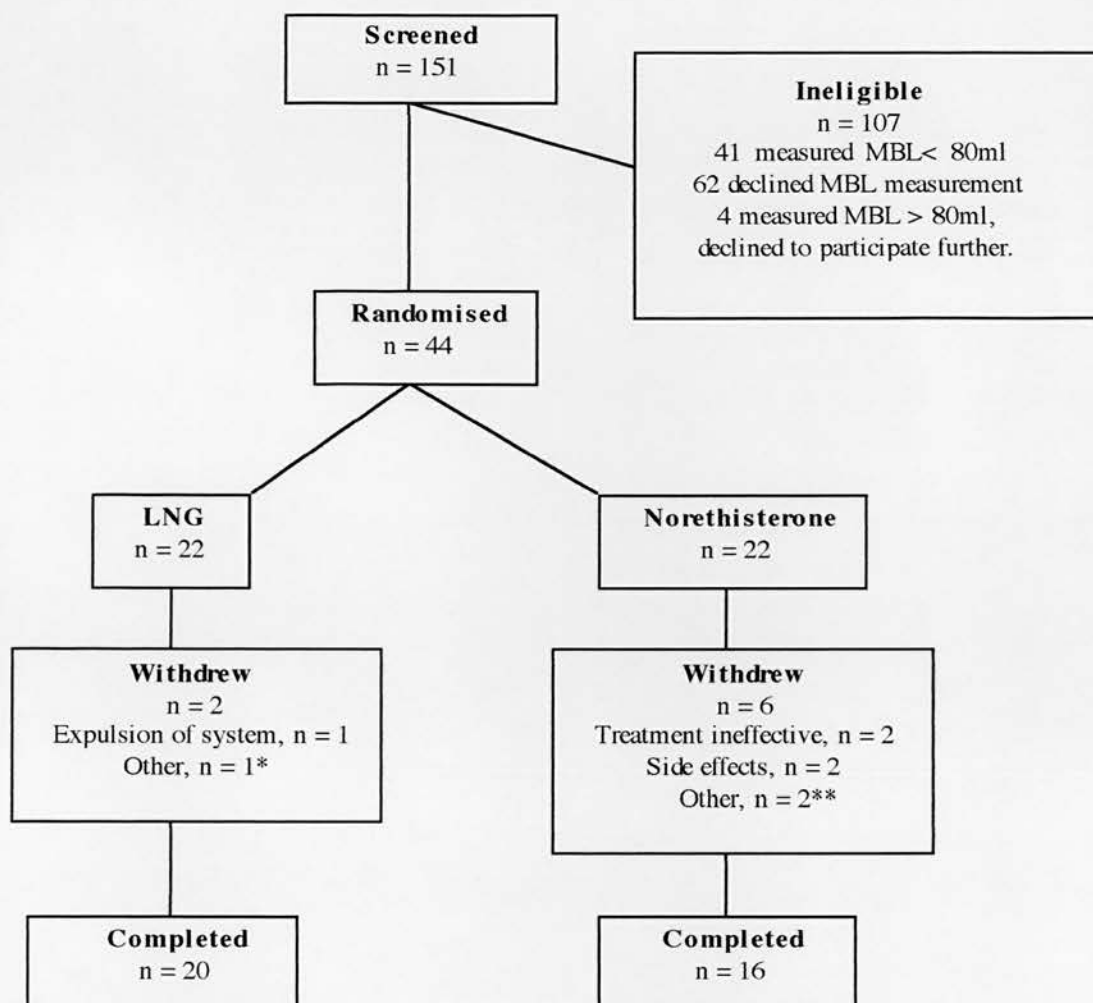 Screened
n = 151
Ineligible
n = 107
41 measured MBL< 80ml
62 declined MBL measurement
4 measured MBL > 80ml,
declined to participate further.
Randomised
n = 44
LNG
n = 22
Norethisterone
n = 22
Withdrew
n = 2
Expulsion of system, n = 1
Other, n = 1*
Withdrew
n = 6
Treatment ineffective, n = 2
Side effects, n = 2
Other, n = 2**
Completed
n = 20
Completed
n = 16